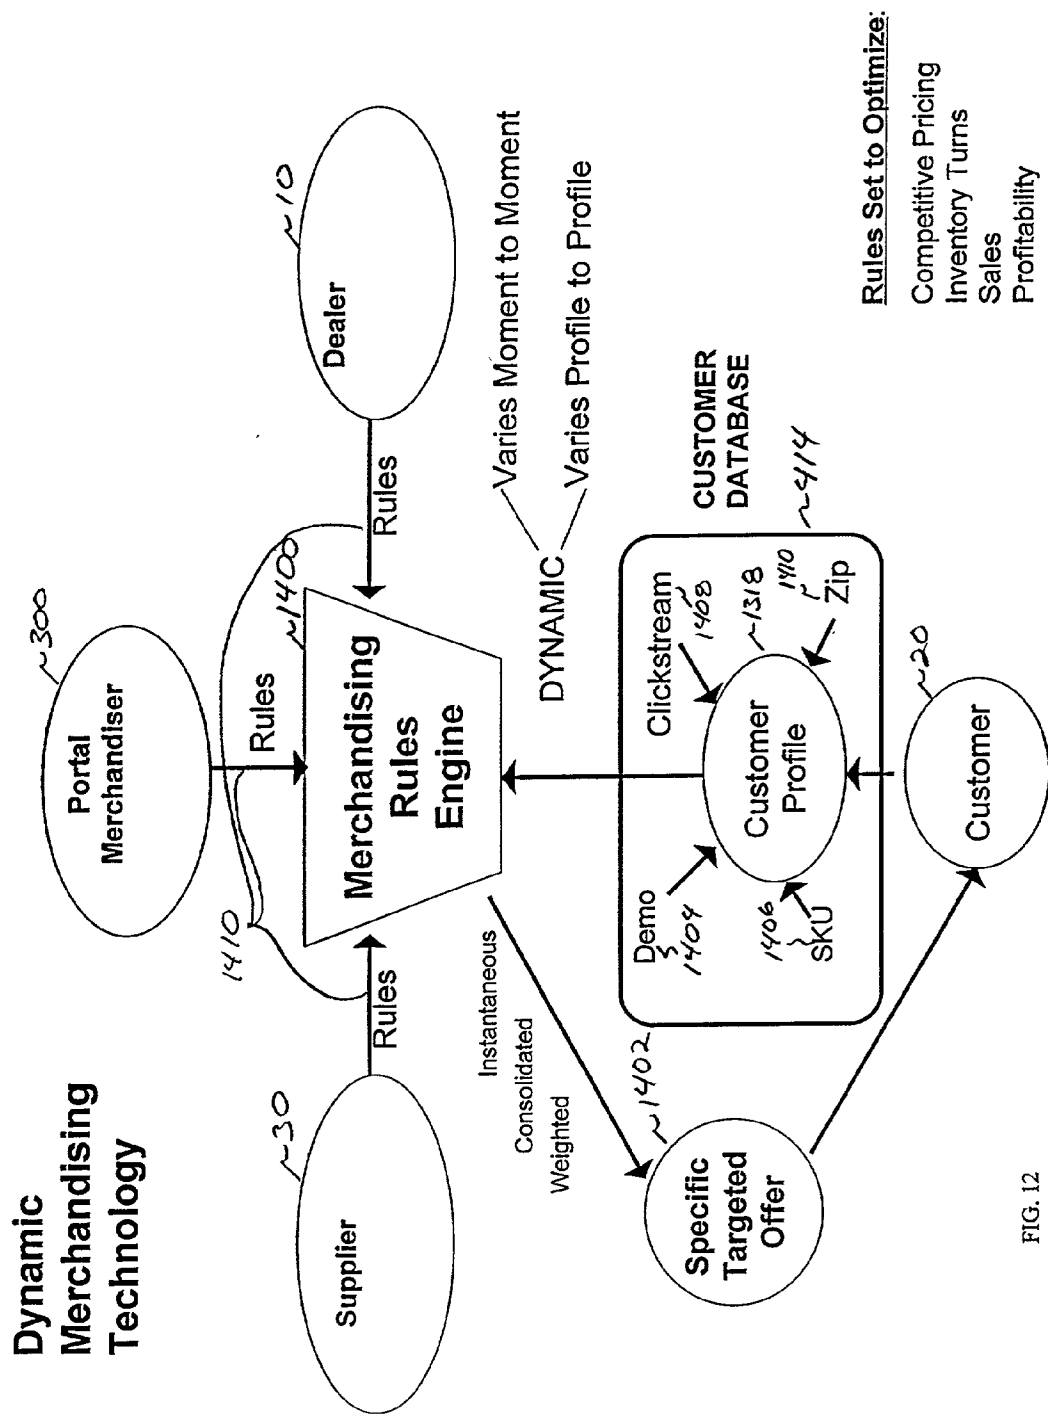 Dynamic
Merchandising
Technology
~300
Portal
Merchandiser
~30
Supplier
~10
Dealer
1410
Rules
Rules
Rules
~1400
Merchandising
Rules
Engine
Instantaneous
Consolidated
Weighted
DYNAMIC
Varies Moment to Moment
Varies Profile to Profile
~1402
Specific
Targeted
Offer
CUSTOMER
DATABASE
~414
Demo
1404
Clickstream
1408
~1318
Customer
Profile
1406
SKU
1410
Zip
~20
Customer
Rules Set to Optimize:
Competitive Pricing
Inventory Turns
Sales
Profitability
FIG. 12